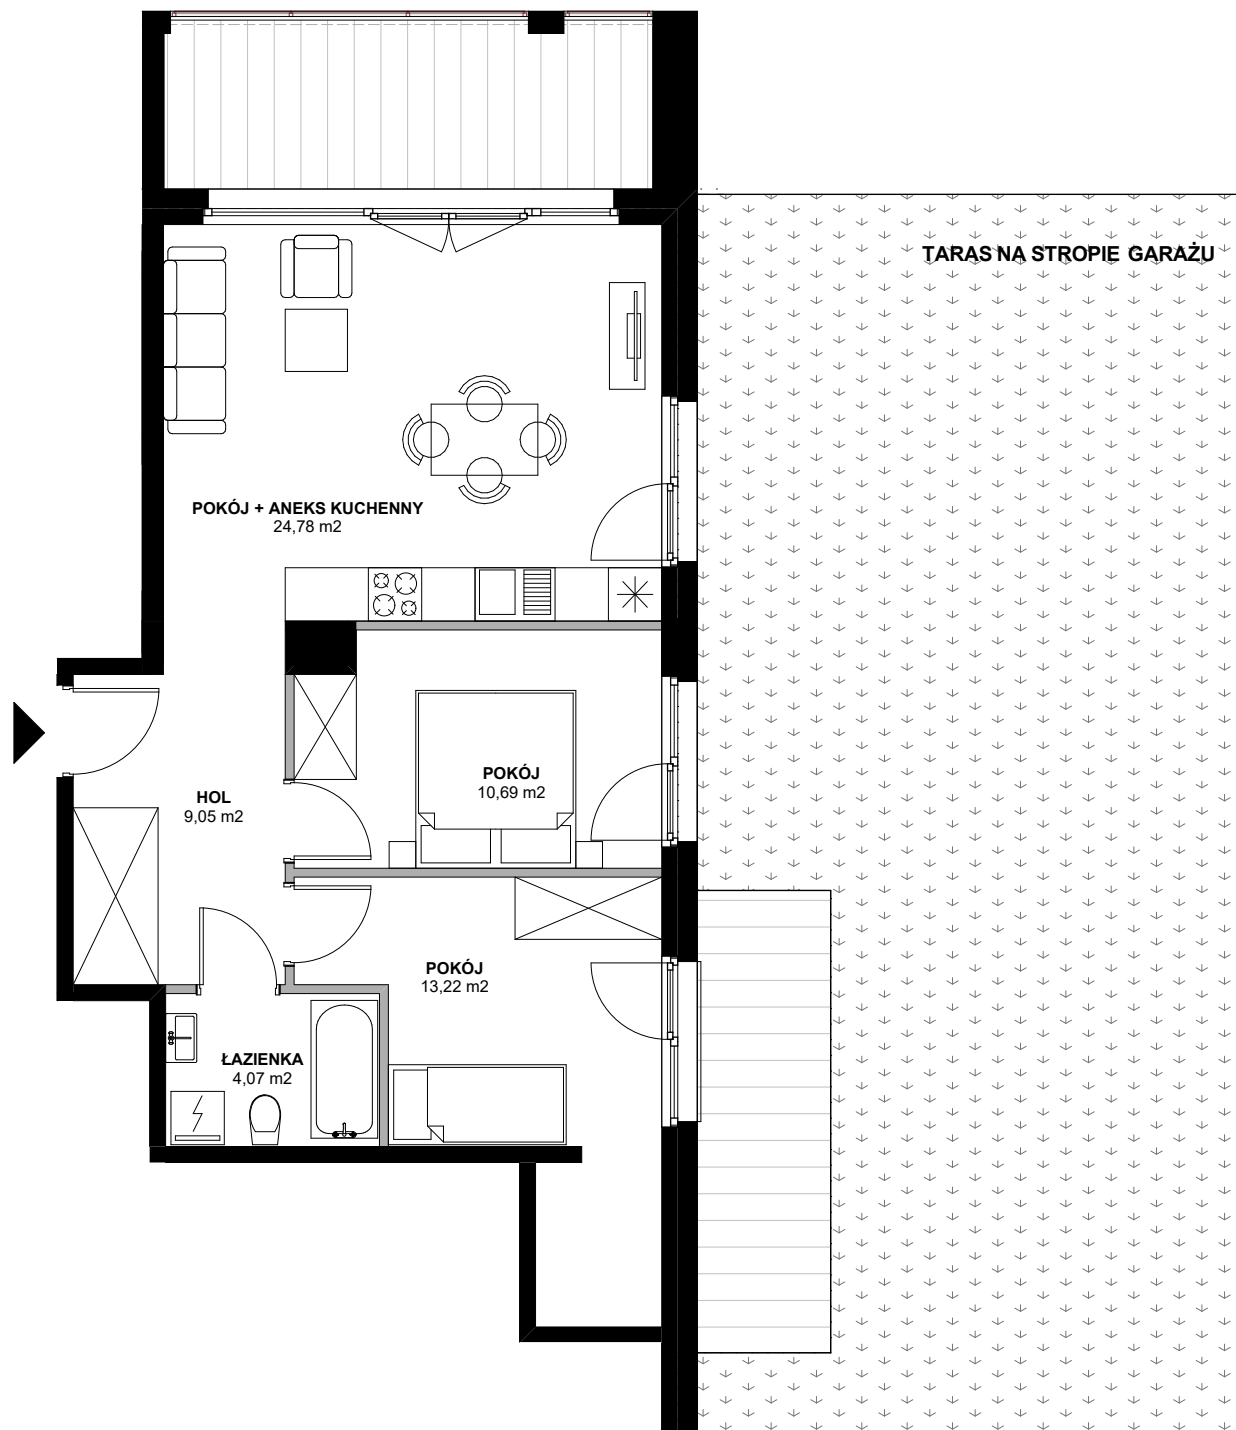 TARAS NA STROPIE GARAŻU
POKÓJ + ANEKS KUCHENNY
24,78 m2
POKÓJ
10,69 m2
HOL
9,05 m2
POKÓJ
13,22 m2
ŁAZIENKA
4,07 m2